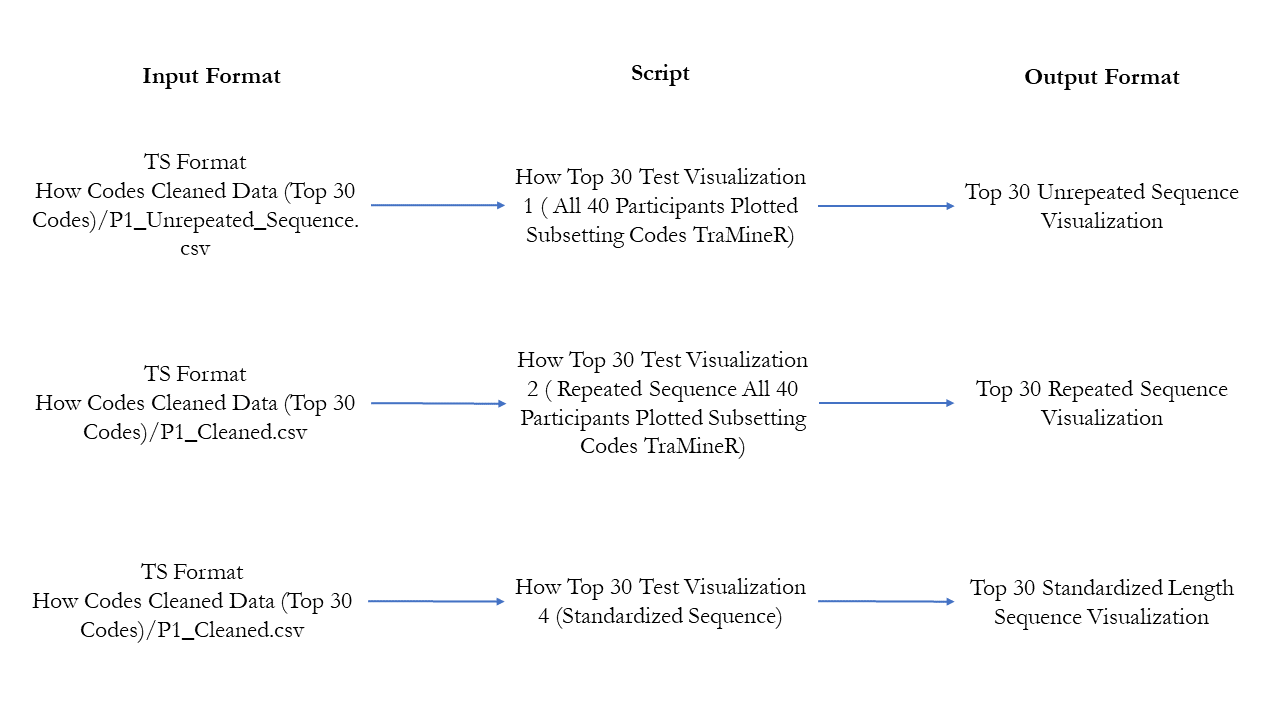 Input Format
Script
Output Format
TS Format
How Codes Cleaned Data (Top 30
Codes)/P1_Unrepeated_Sequence.
csv
How Top 30 Test Visualization
1 ( All 40 Participants Plotted
Subsetting Codes TraMineR)
Top 30 Unrepeated Sequence
Visualization
TS Format
How Codes Cleaned Data (Top 30
Codes)/P1_Cleaned.csv
How Top 30 Test Visualization
2 ( Repeated Sequence All 40
Participants Plotted Subsetting
Codes TraMineR)
Top 30 Repeated Sequence
Visualization
TS Format
How Codes Cleaned Data (Top 30
Codes)/P1_Cleaned.csv
How Top 30 Test Visualization
4 (Standardized Sequence)
Top 30 Standardized Length
Sequence Visualization